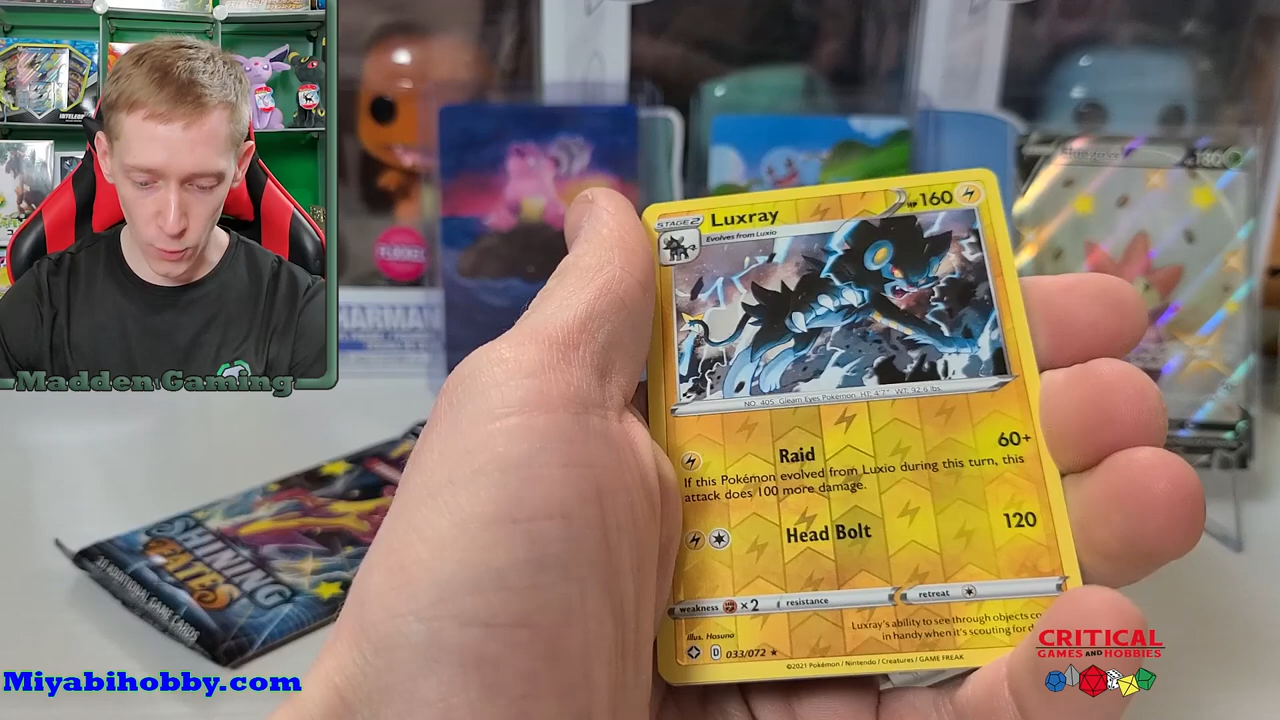 INTELEON
Madden Gaming
FLOCKED
SHINING
FATES
10 ADDITIONAL GAME CARDS
180
STAGE 2
Luxray
HP 160
Evolves from Luxio
NO. 405 Gleam Eyes Pokémon HT: 4'7" WT: 92.6 lbs.
Raid
60+
If this Pokémon evolved from Luxio during this turn, this
attack does 100 more damage.
Head Bolt
120
weakness ×2 resistance retreat
Luxray's ability to see through objects
in handy when it's scouting for
Illus. Hasuno
D 033/072 ★
©2021 Pokémon / Nintendo / Creatures / GAME FREAK
CRITICAL
GAMES AND HOBBIES
Miyabihobby.com